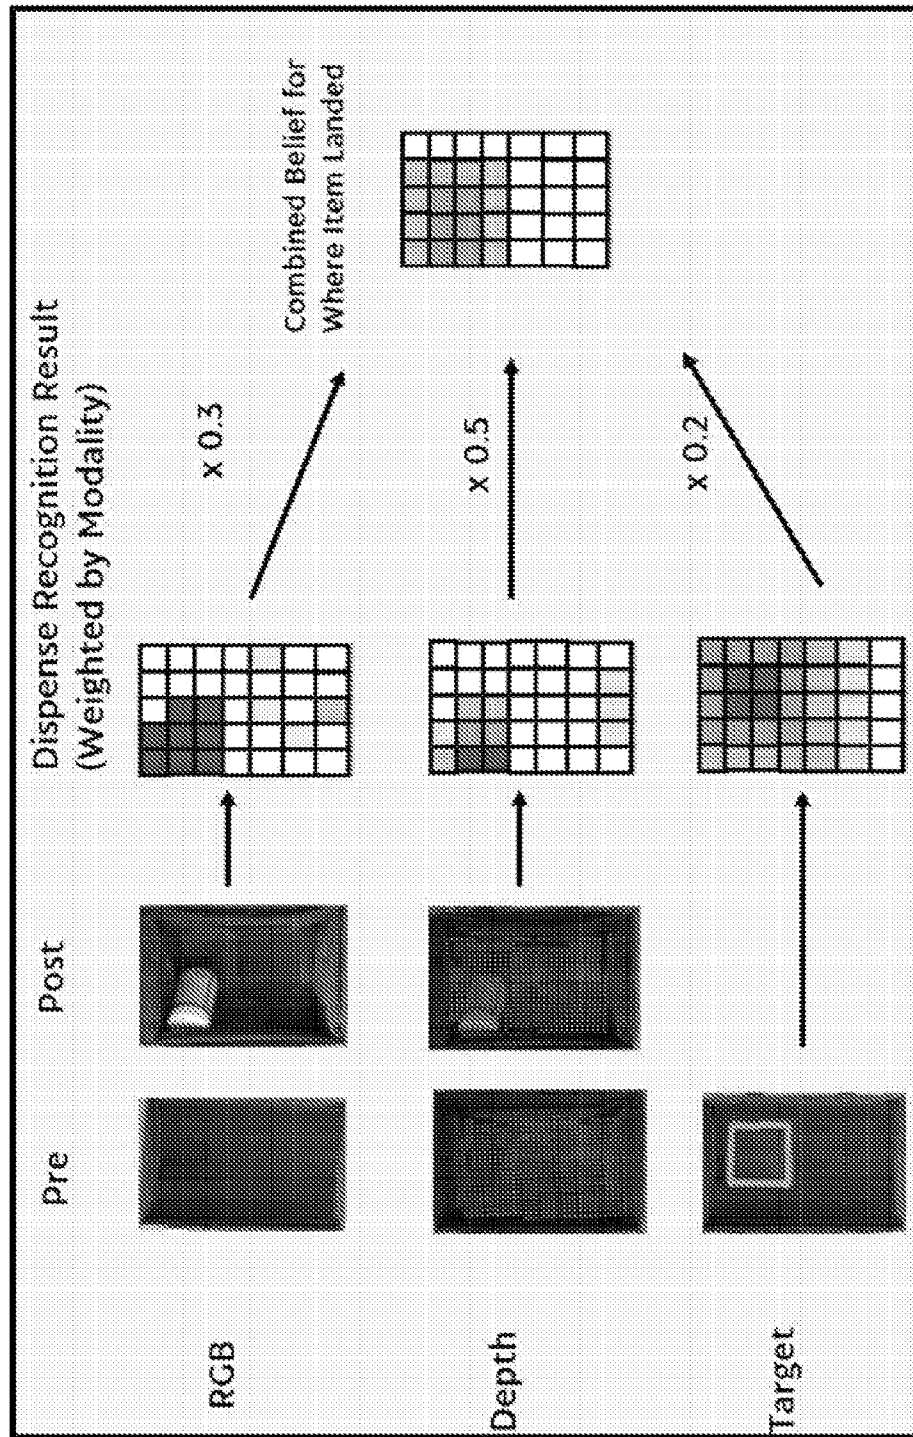 Dispense Recognition Result
(Weighted by Modality)
Pre
Post
Combined Belief for
Where Item Landed
RGB
x 0.3
Depth
x 0.5
Target
x 0.2